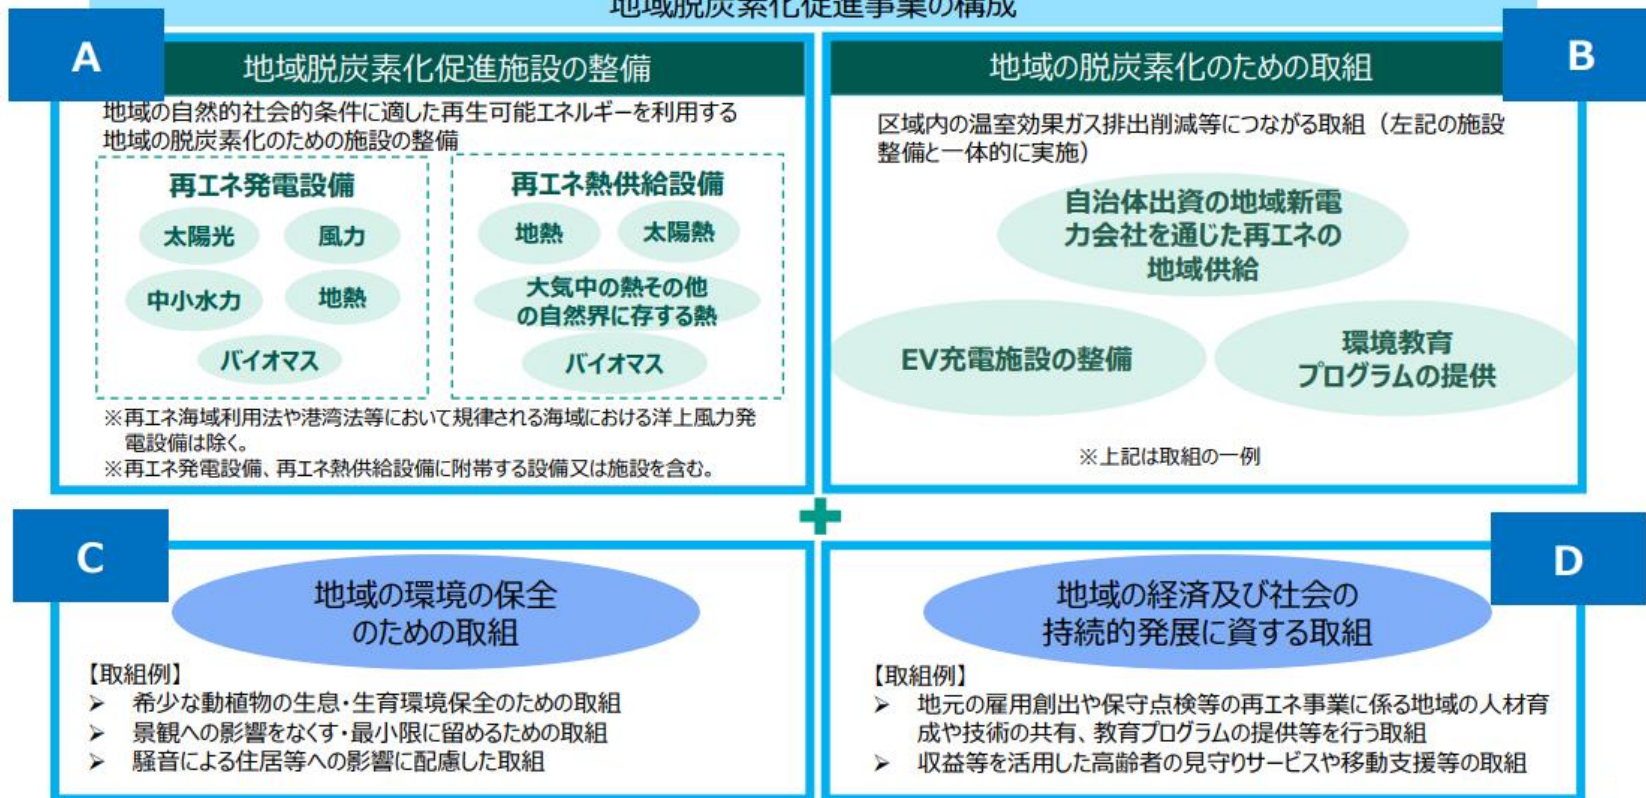 地域脱炭素化促進事業の構成
A
地域脱炭素化促進施設の整備
地域の自然的社会的条件に適した再生可能エネルギーを利用する
地域の脱炭素化のための施設の整備
再エネ発電設備
太陽光
風力
中小水力
地熱
バイオマス
再エネ熱供給設備
地熱
太陽熱
大気中の熱その他
の自然界に存する熱
バイオマス
※再エネ海域利用法や港湾法等において規律される海域における洋上風力発
電設備は除く。
※再エネ発電設備、再エネ熱供給設備に附帯する設備又は施設を含む。
B
地域の脱炭素化のための取組
区域内の温室効果ガス排出削減等につながる取組（左記の施設
整備と一体的に実施）
自治体出資の地域新電
力会社を通じた再エネの
地域供給
EV充電施設の整備
環境教育
プログラムの提供
※上記は取組の一例
C
地域の環境の保全
のための取組
【取組例】
➢ 希少な動植物の生息・生育環境保全のための取組
➢ 景観への影響をなくす・最小限に留めるための取組
➢ 騒音による住居等への影響に配慮した取組
D
地域の経済及び社会の
持続的発展に資する取組
【取組例】
➢ 地元の雇用創出や保守点検等の再エネ事業に係る地域の人材育
成や技術の共有、教育プログラムの提供等を行う取組
➢ 収益等を活用した高齢者の見守りサービスや移動支援等の取組